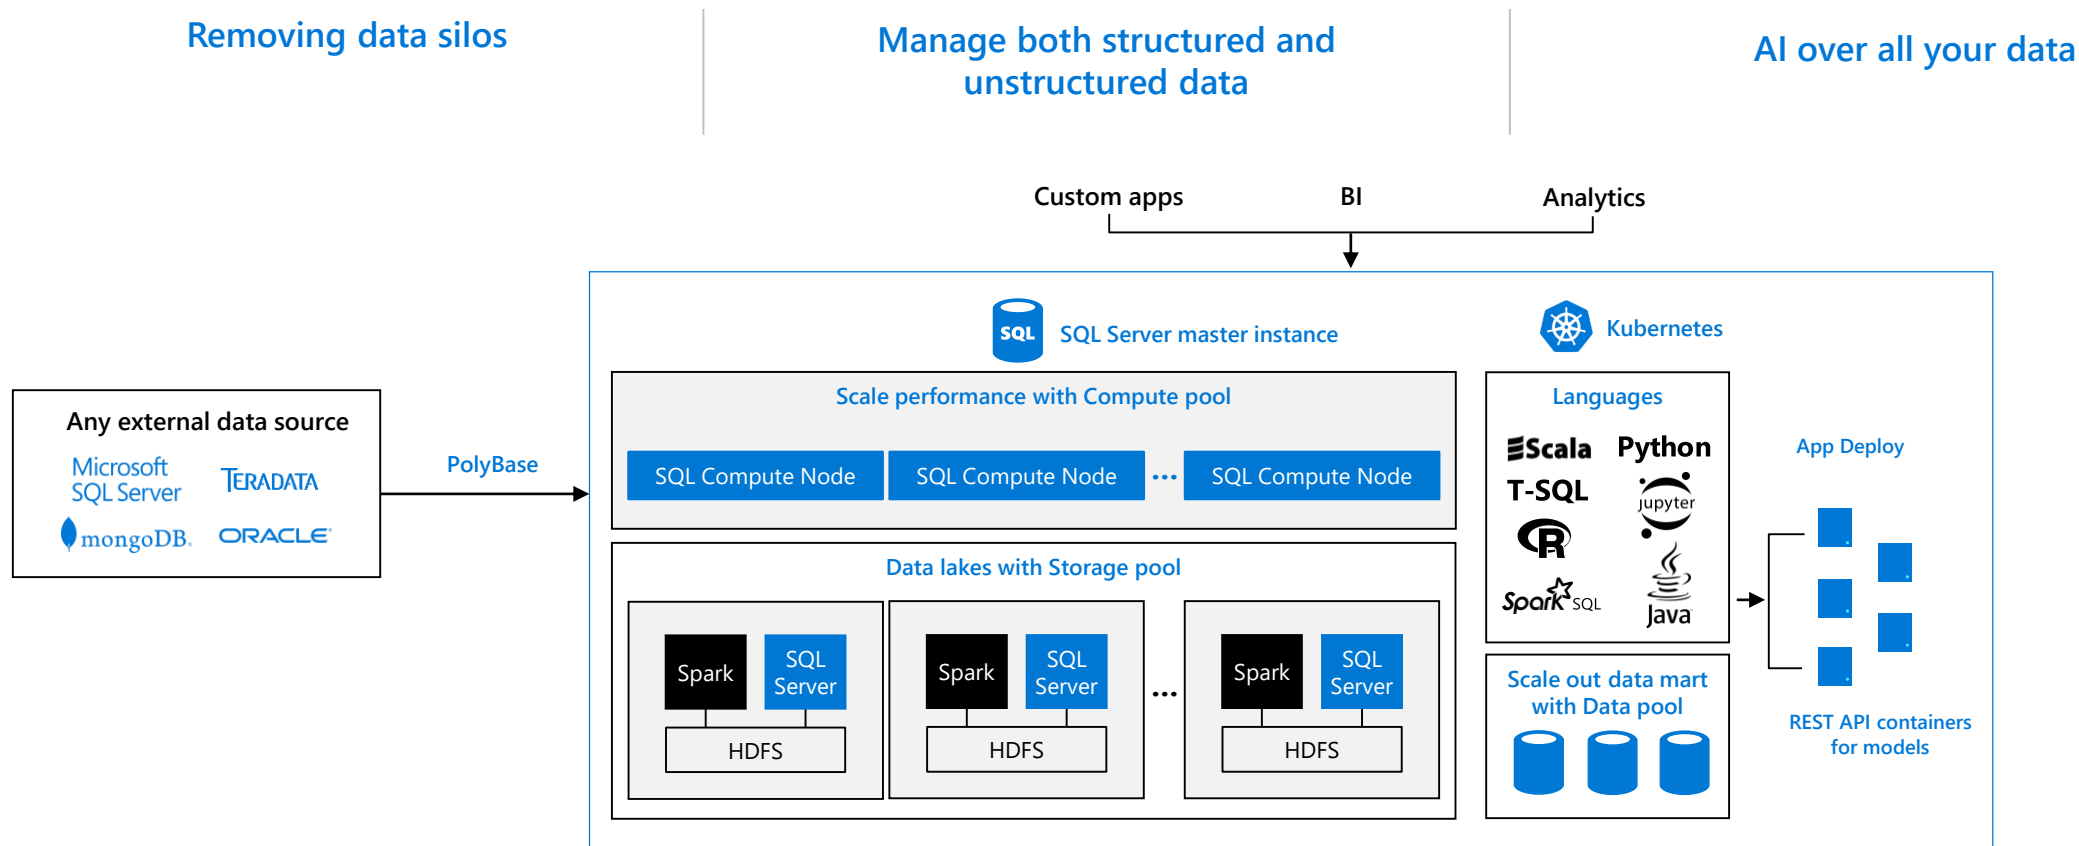 Removing data silos
Manage both structured and
unstructured data
AI over all your data
Custom apps
BI
Analytics
SQL
SQL Server master instance
Kubernetes
Any external data source
Microsoft
SQL Server
TERADATA
mongoDB.
ORACLE
PolyBase
Scale performance with Compute pool
SQL Compute Node
SQL Compute Node
...
SQL Compute Node
Data lakes with Storage pool
Spark
SQL
Server
HDFS
Spark
SQL
Server
HDFS
...
Spark
SQL
Server
HDFS
Languages
Scala
Python
T-SQL
jupyter
R
Spark SQL
Java
Scale out data mart
with Data pool
App Deploy
REST API containers
for models